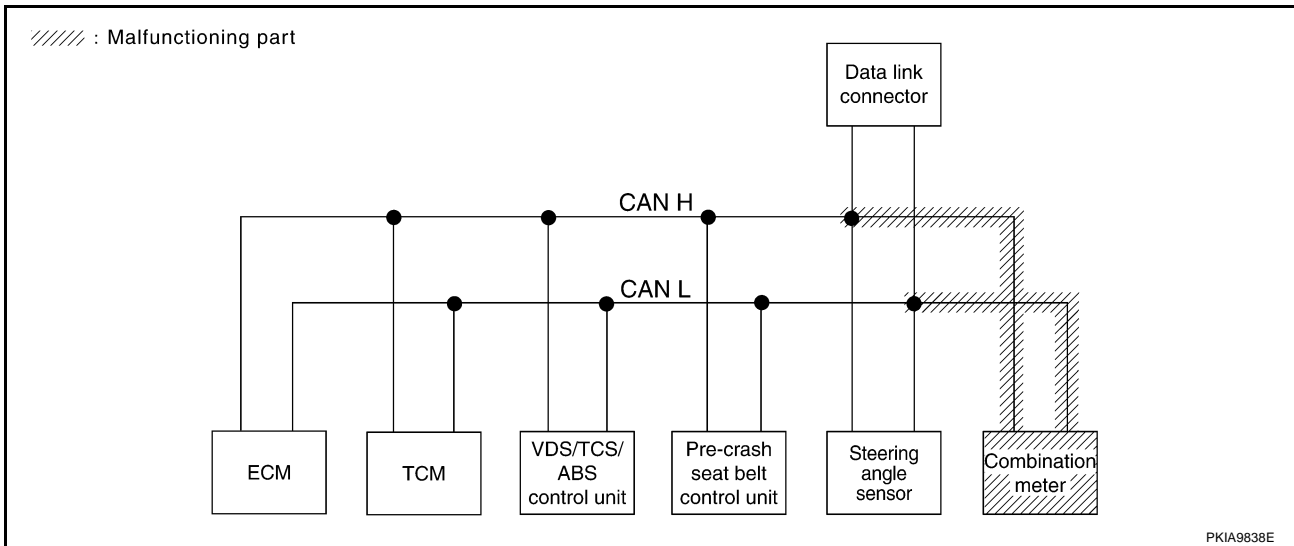 : Malfunctioning part
Data link
connector
CAN H
CAN L
ECM
TCM
VDS/TCS/
ABS
control unit
Pre-crash
seat belt
control unit
Steering
angle
sensor
Combination
meter
PKIA9838E